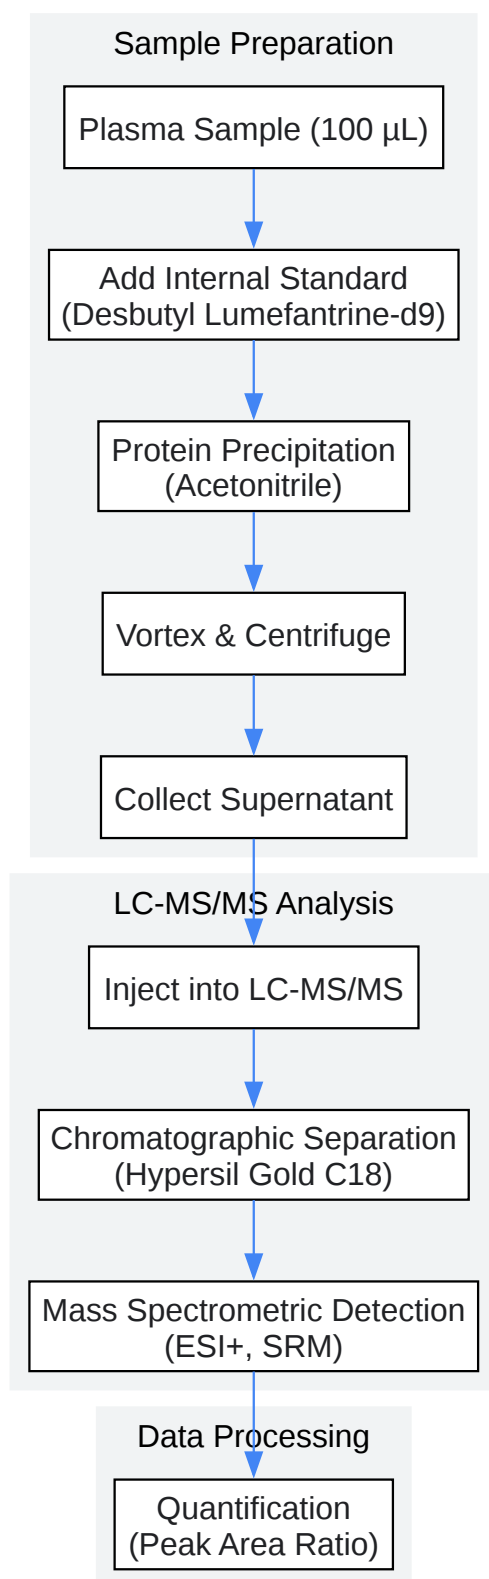 Sample Preparation
Plasma Sample (100 µL)
Add Internal Standard
(Desbutyl Lumefantrine-d9)
Protein Precipitation
(Acetonitrile)
Vortex & Centrifuge
Collect Supernatant
LC-MS/MS Analysis
Inject into LC-MS/MS
Chromatographic Separation
(Hypersil Gold C18)
Mass Spectrometric Detection
(ESI+, SRM)
Data Processing
Quantification
(Peak Area Ratio)